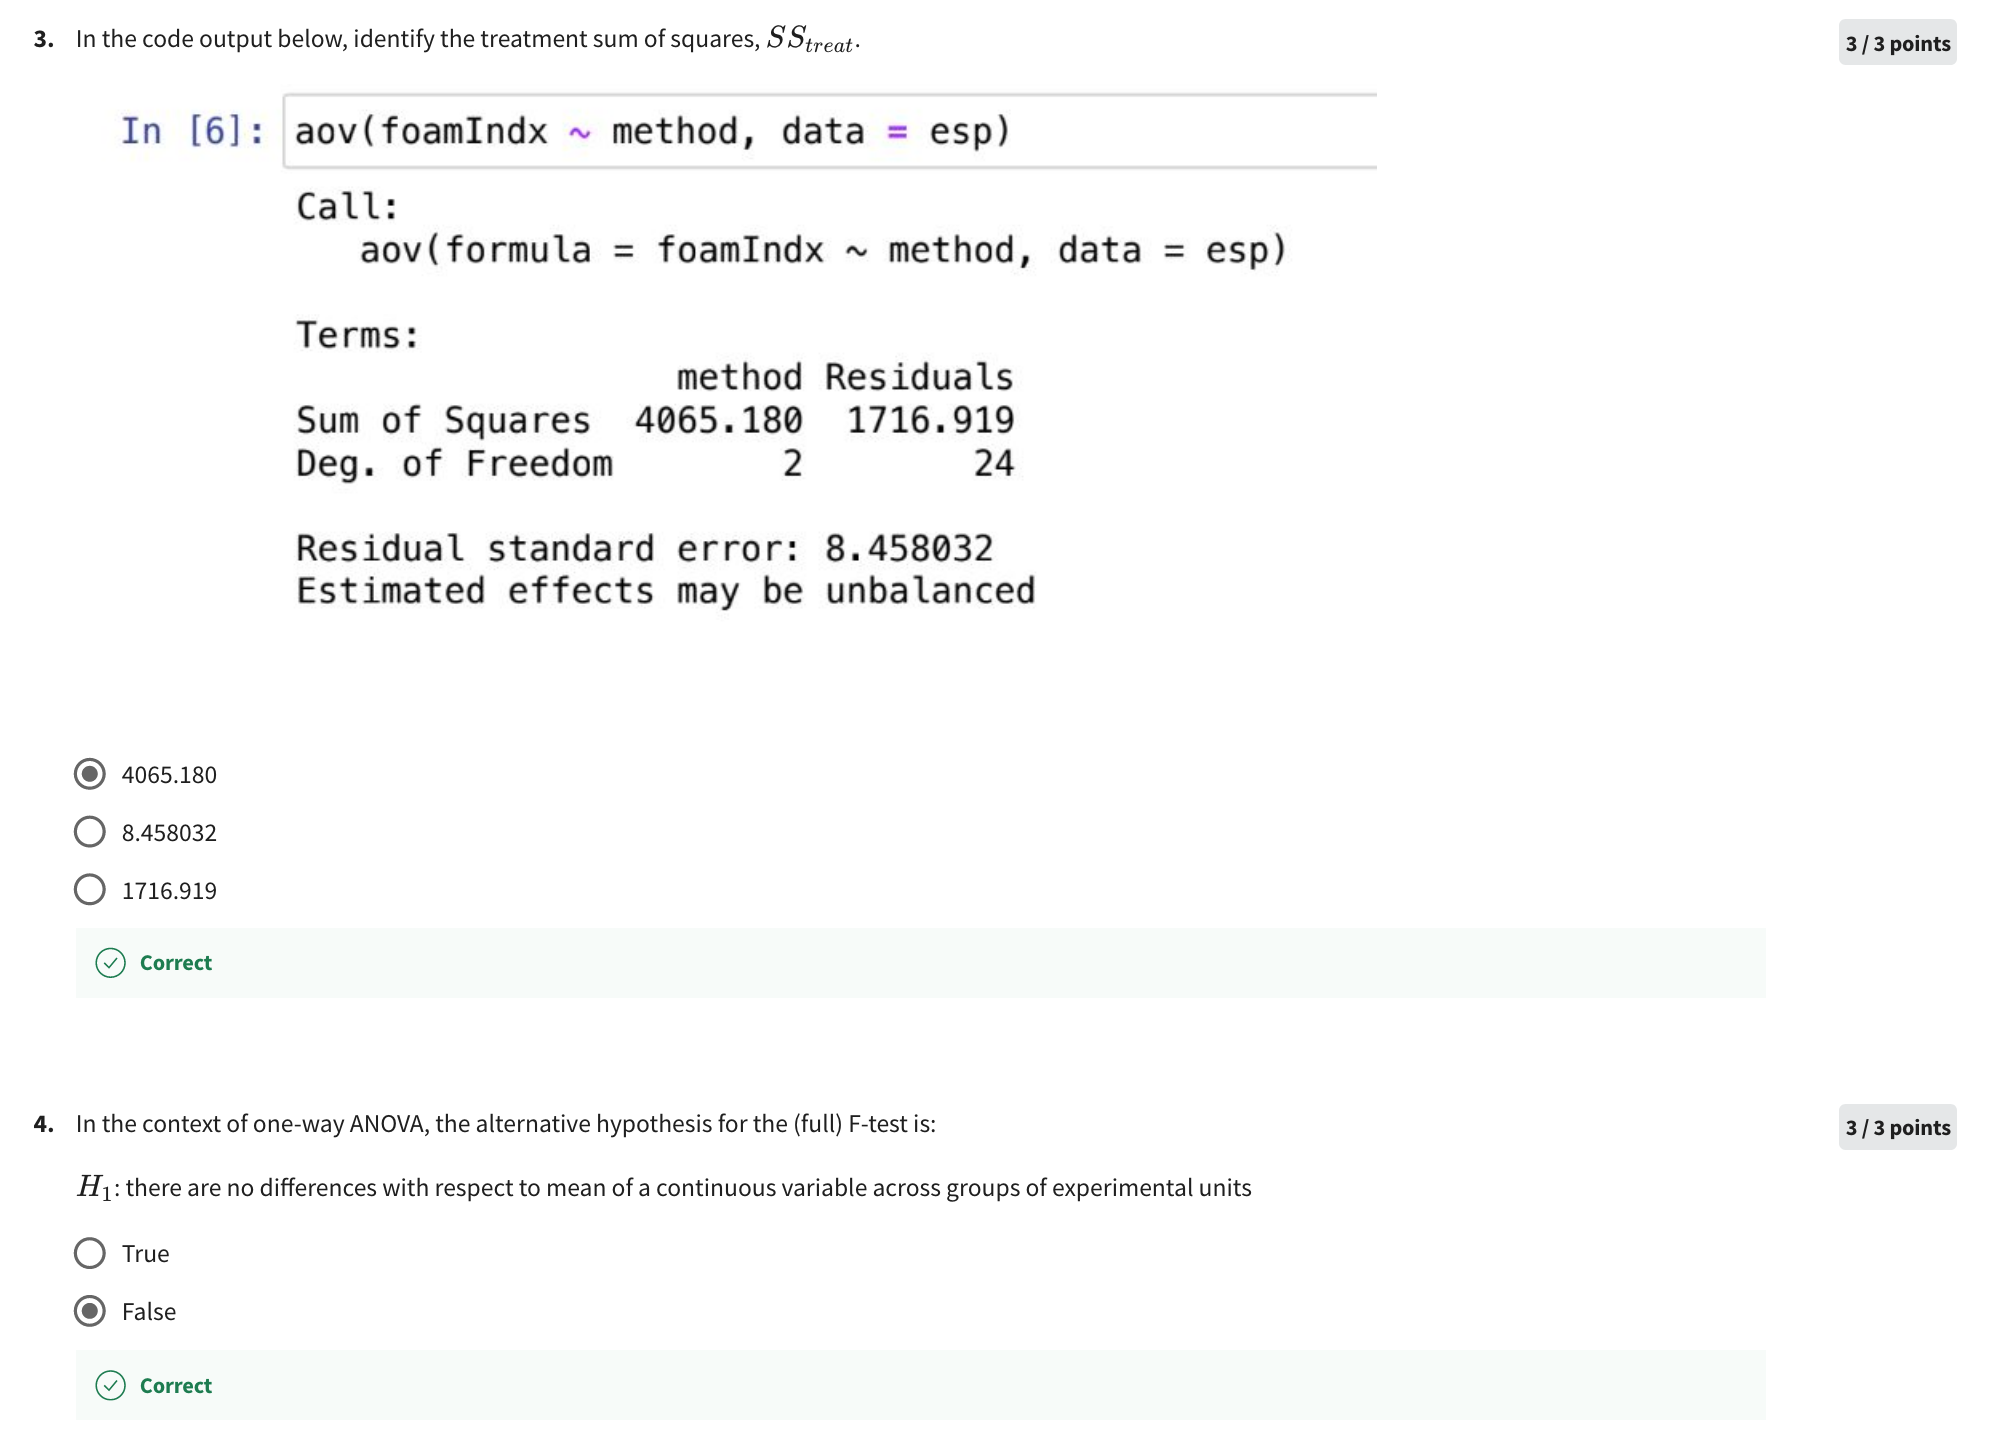 3. In the code output below, identify the treatment sum of squares, SS_treat.
3 / 3 points
In [6]: aov(foamIndx ~ method, data = esp)
Call:
aov(formula = foamIndx ~ method, data = esp)
Terms:
method Residuals
Sum of Squares 4065.180 1716.919
Deg. of Freedom 2 24
Residual standard error: 8.458032
Estimated effects may be unbalanced
4065.180
8.458032
1716.919
Correct
4. In the context of one-way ANOVA, the alternative hypothesis for the (full) F-test is:
3 / 3 points
H₁: there are no differences with respect to mean of a continuous variable across groups of experimental units
True
False
Correct